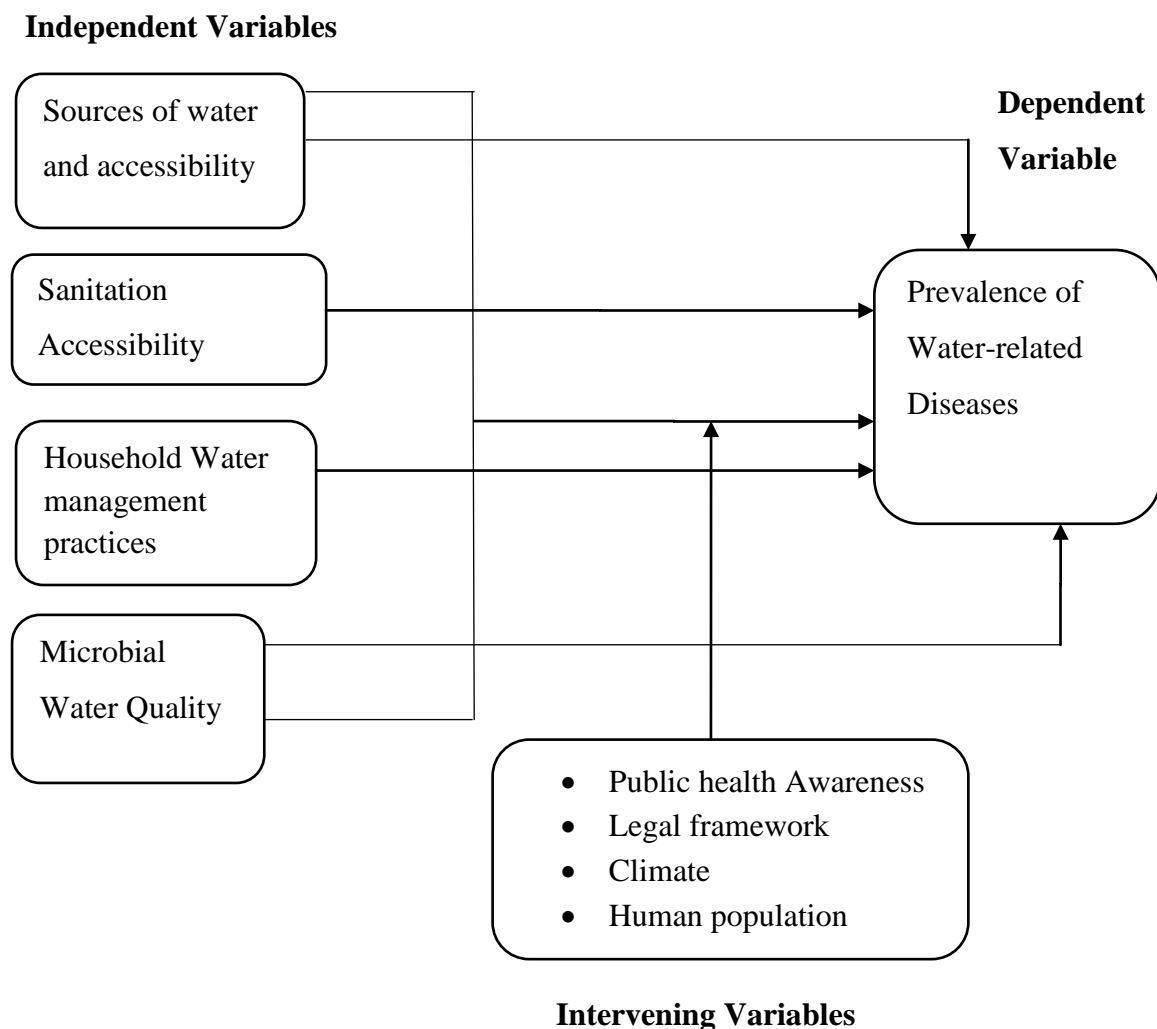 Independent Variables
Sources of water
and accessibility
Dependent
Variable
Sanitation
Accessibility
Prevalence of
Water-related
Diseases
Household Water
management
practices
Microbial
Water Quality
• Public health Awareness
• Legal framework
• Climate
• Human population
Intervening Variables